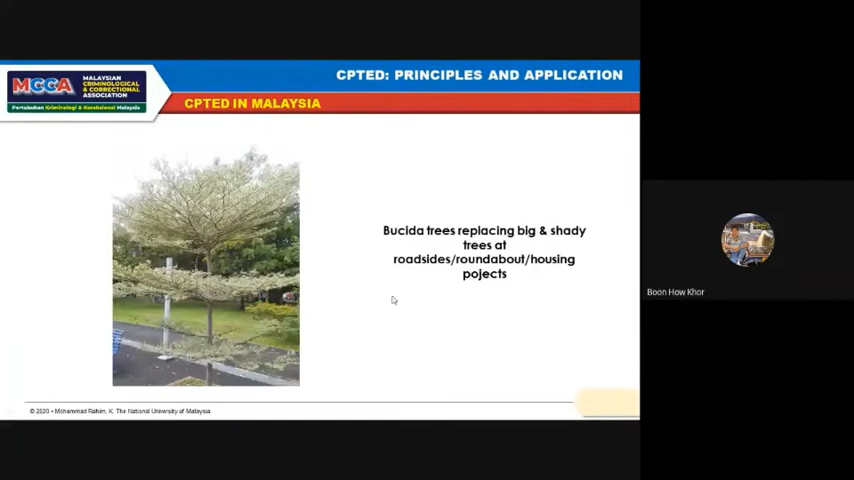 CPTED: PRINCIPLES AND APPLICATION
MCCA
MALAYSIAN
CRIMINOLOGICAL
& CORRECTIONAL
ASSOCIATION
Pertubuhan Kriminologi & Koreksional Malaysia
CPTED IN MALAYSIA
Bucida trees replacing big & shady
trees at
roadsides/roundabout/housing
pojects
Boon How Khor
© 2020 • Mohammad Rahim, K. The National University of Malaysia